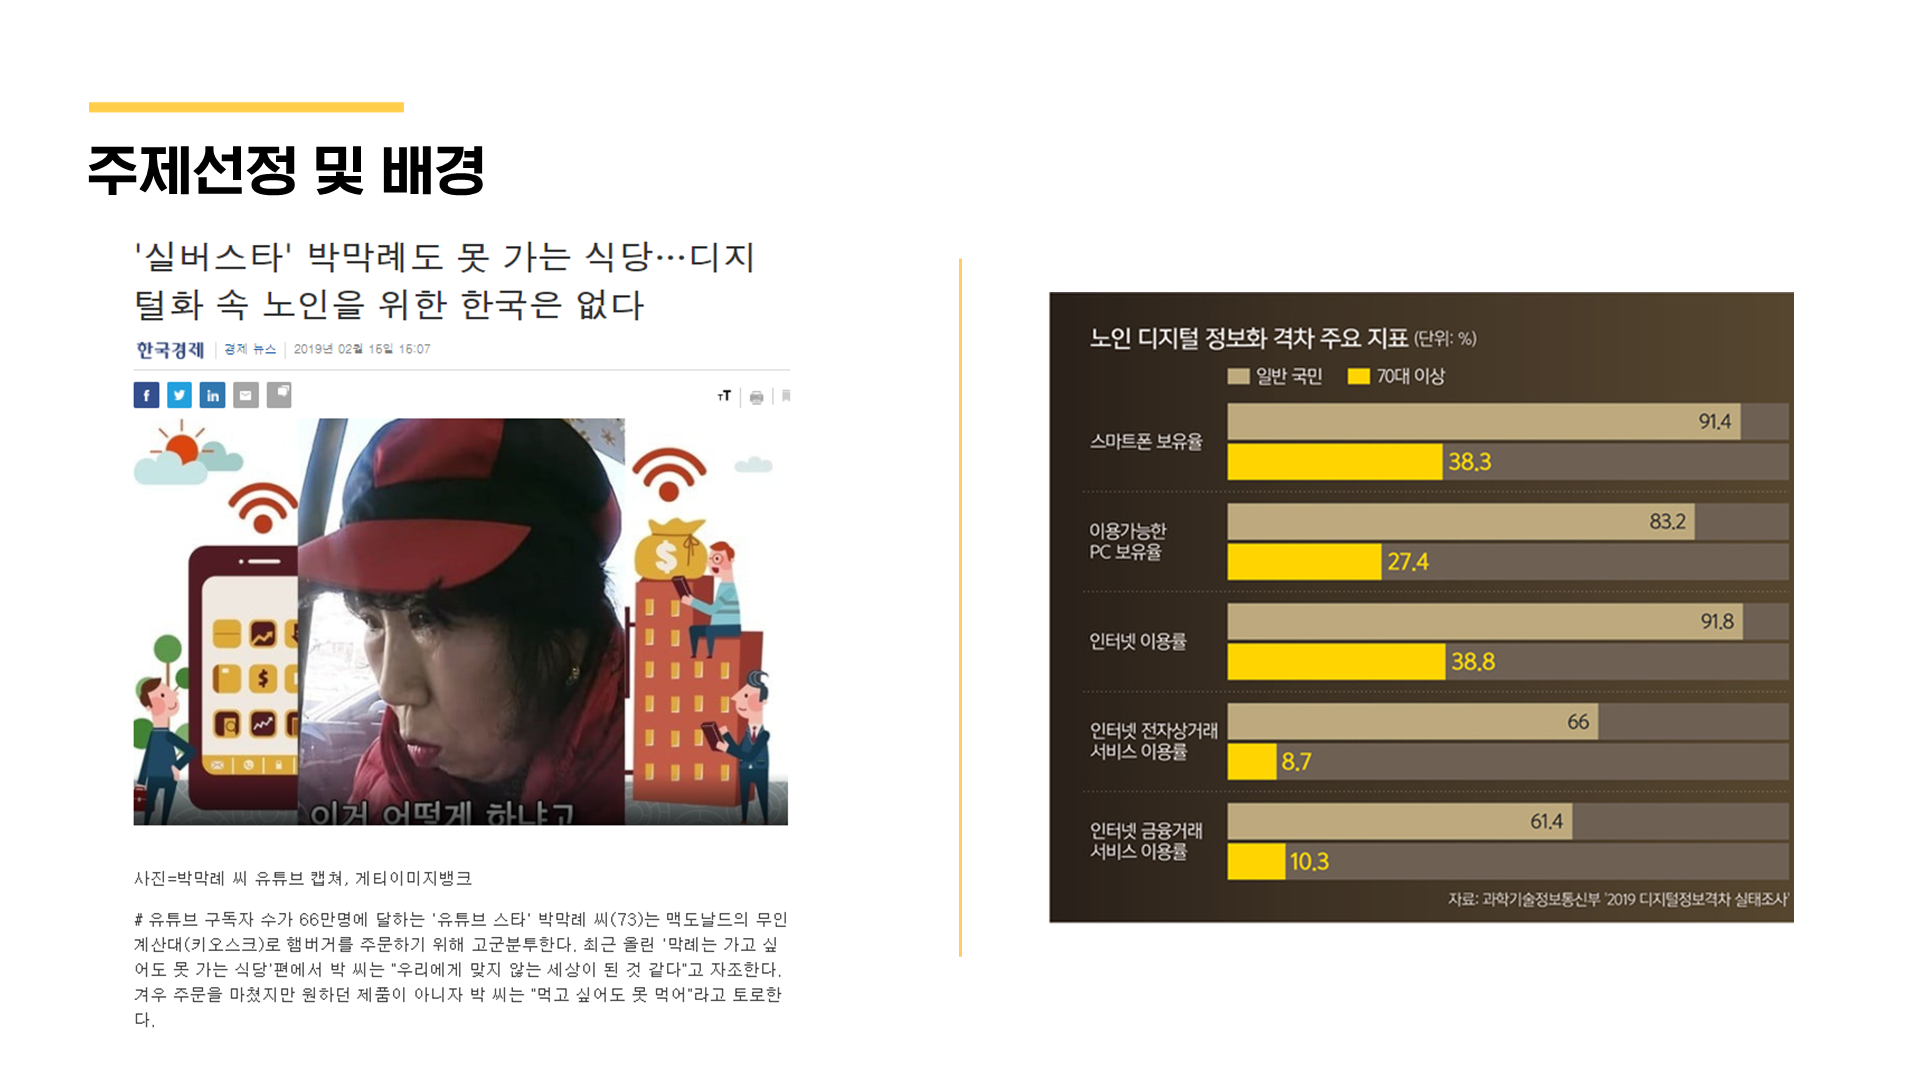 주제선정 및 배경
'실버스타' 박막례도 못 가는 식당…디지
털화 속 노인을 위한 한국은 없다
한국경제 | 경제 뉴스 | 2019년 02월 16일 16:07
f in TT
이거 어떻게 하냐고
사진=박막례 씨 유튜브 캡쳐, 게티이미지뱅크
# 유튜브 구독자 수가 66만명에 달하는 '유튜브 스타' 박막례 씨(73)는 맥도날드의 무인
계산대(키오스크)로 햄버거를 주문하기 위해 고군분투한다. 최근 올린 '막례는 가고 싶
어도 못 가는 식당'편에서 박 씨는 "우리에게 맞지 않는 세상이 된 것 같다"고 자조한다.
겨우 주문을 마쳤지만 원하던 제품이 아니자 박 씨는 "먹고 싶어도 못 먹어"라고 토로한
다.
노인 디지털 정보화 격차 주요 지표 (단위: %)
일반 국민 70대 이상
스마트폰 보유율
91.4
38.3
이용가능한
PC 보유율
83.2
27.4
인터넷 이용률
91.8
38.8
인터넷 전자상거래
서비스 이용률
66
8.7
인터넷 금융거래
서비스 이용률
61.4
10.3
자료: 과학기술정보통신부 '2019 디지털정보격차 실태조사'